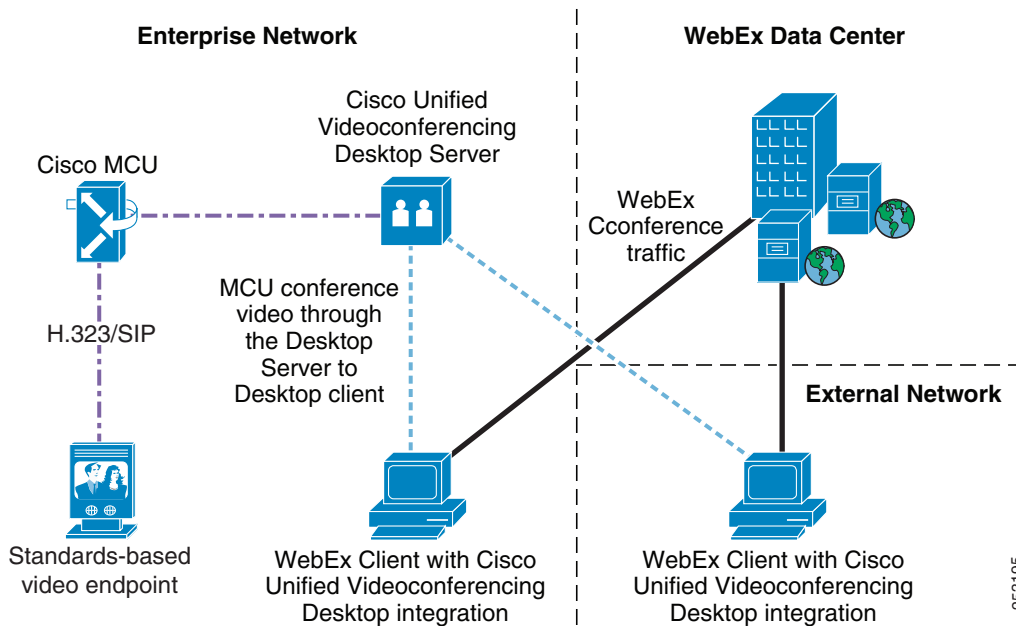 Enterprise Network
WebEx Data Center
Cisco Unified
Videoconferencing
Desktop Server
Cisco MCU
WebEx
Cconference
traffic
MCU conference
video through
the Desktop
Server to
Desktop client
H.323/SIP
External Network
Standards-based
video endpoint
WebEx Client with Cisco
Unified Videoconferencing
Desktop integration
WebEx Client with Cisco
Unified Videoconferencing
Desktop integration